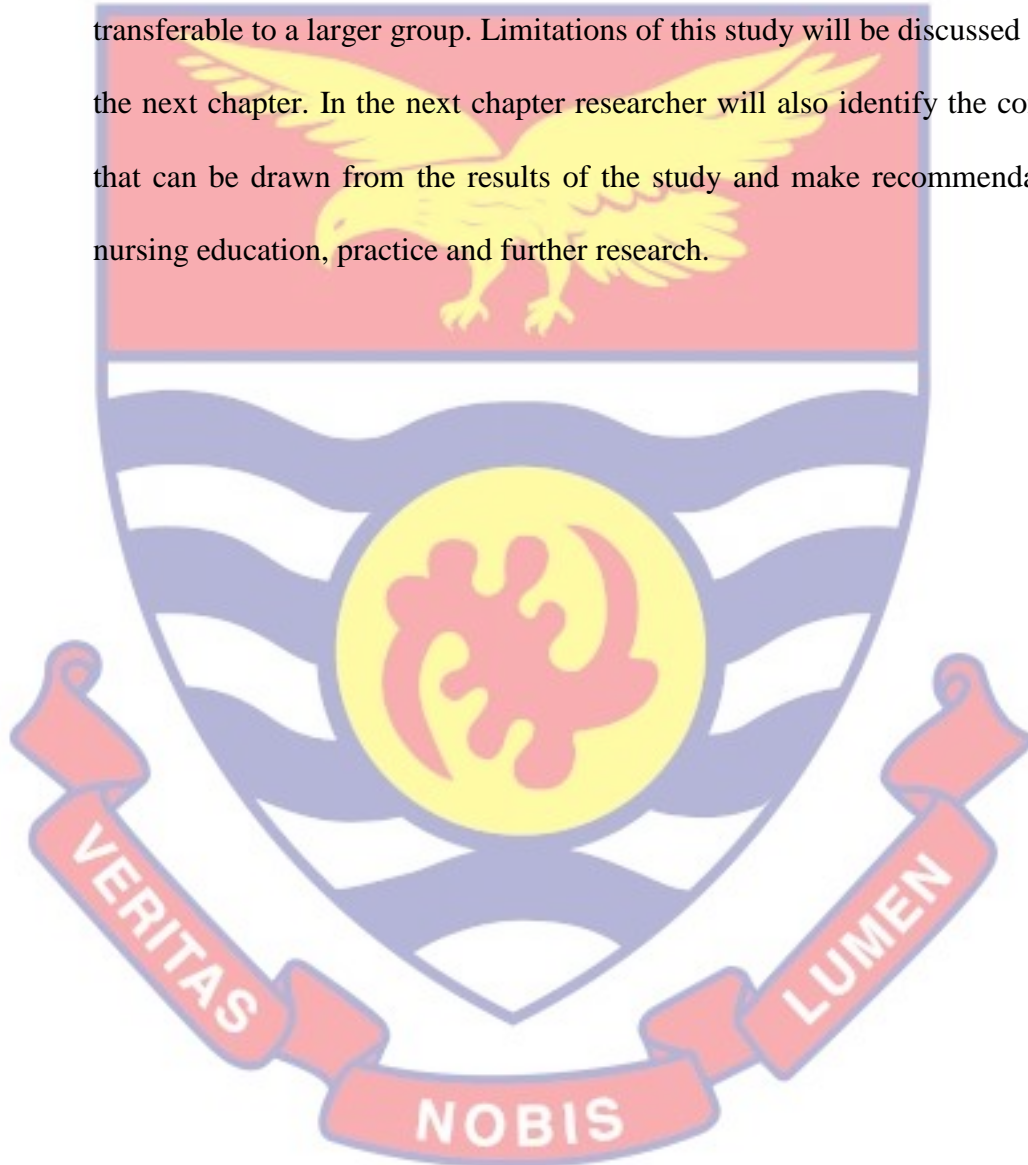 transferable to a larger group. Limitations of this study will be discussed
the next chapter. In the next chapter researcher will also identify the
that can be drawn from the results of the study and make
nursing education, practice and further research.
VERITAS
NOBIS
LUMEN